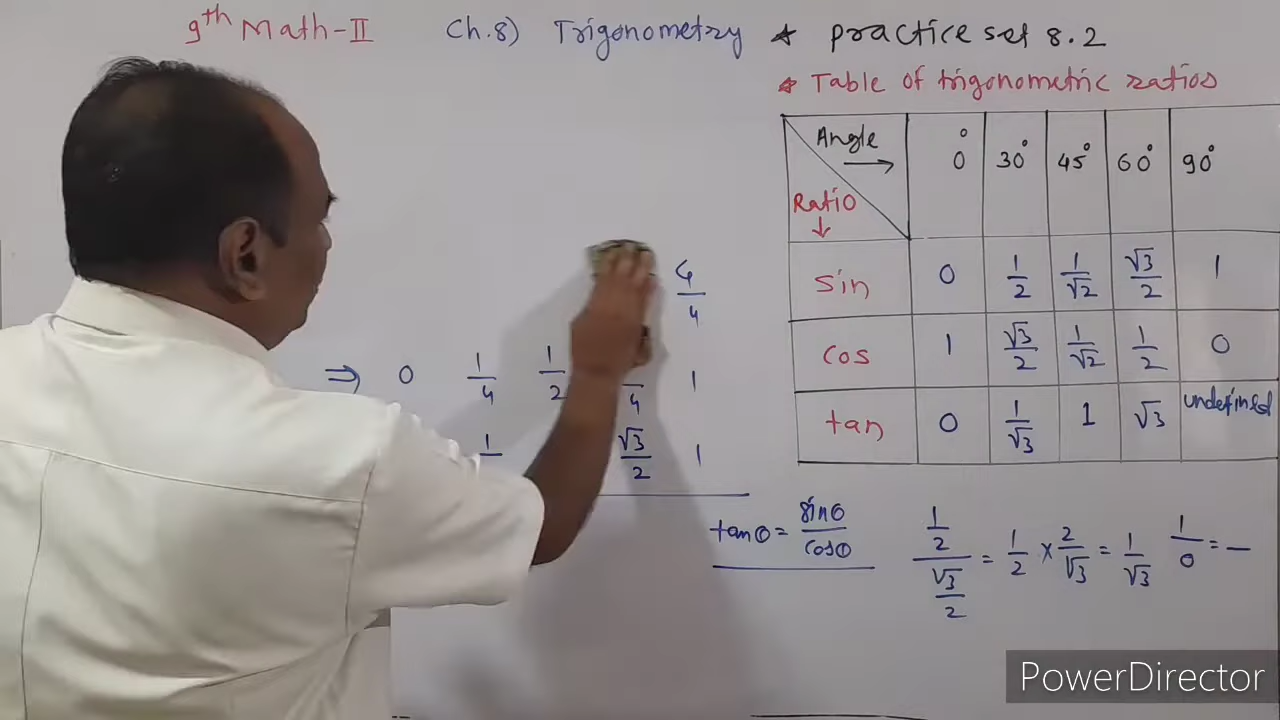 9th Math-II Ch.8) Trigonometry * practice set 8.2
* Table of trigonometric ratios
Angle → 0° 30° 45° 60° 90°
Ratio ↓
sin 0 1/2 1/√2 √3/2 1
cos 1 √3/2 1/√2 1/2 0
tan 0 1/√3 1 √3 undefined
4/4
⇒ 0 1/4 1/2 /4 1
1 √3/2 1
tanθ = sinθ/cosθ
1/2 / √3/2 = 1/2 × 2/√3 = 1/√3 1/0 = —
PowerDirector